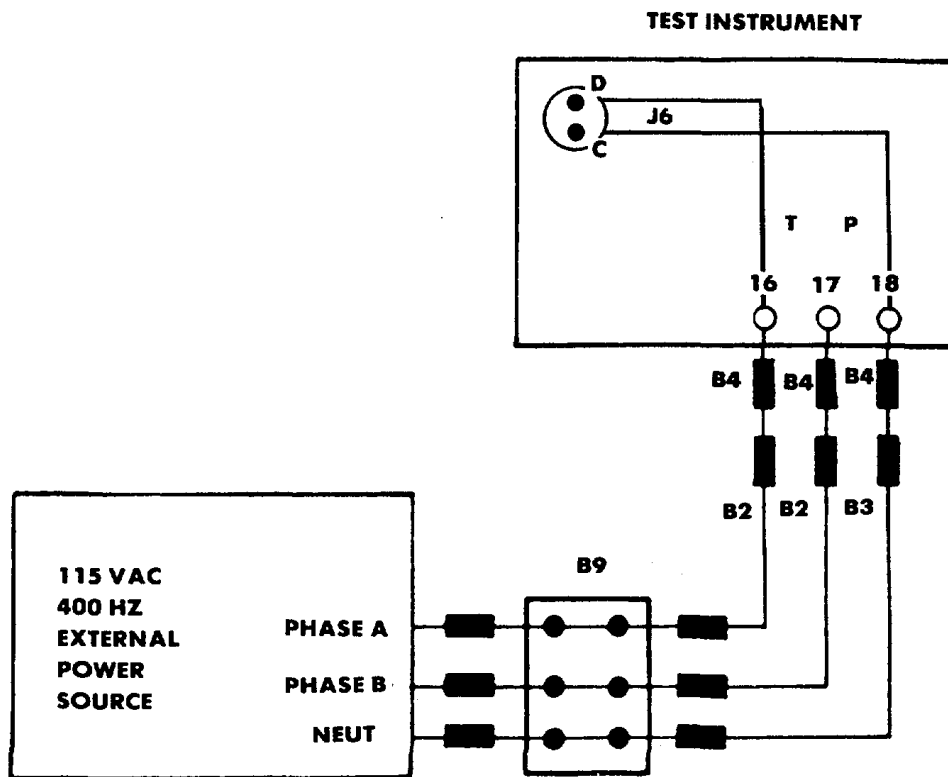 TEST INSTRUMENT
D
J6
C
T P
16 17 18
B4 B4 B4
B2 B2 B3
B9
115 VAC
400 HZ
EXTERNAL
POWER
SOURCE
PHASE A
PHASE B
NEUT